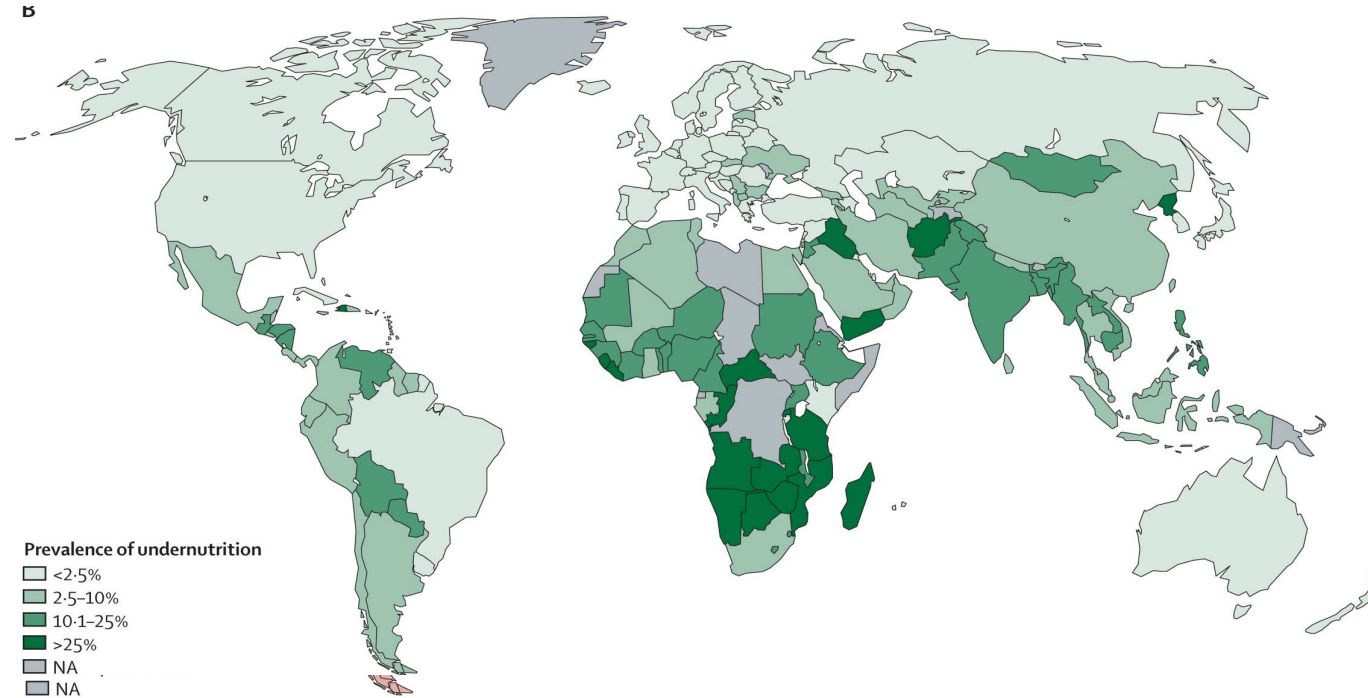 B
Prevalence of undernutrition
<2·5%
2·5–10%
10·1–25%
>25%
NA
NA